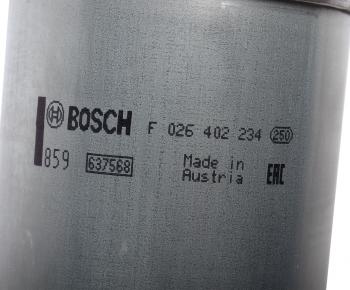 BOSCH F 026 402 234 250
859 637568 Made in
Austria EAC